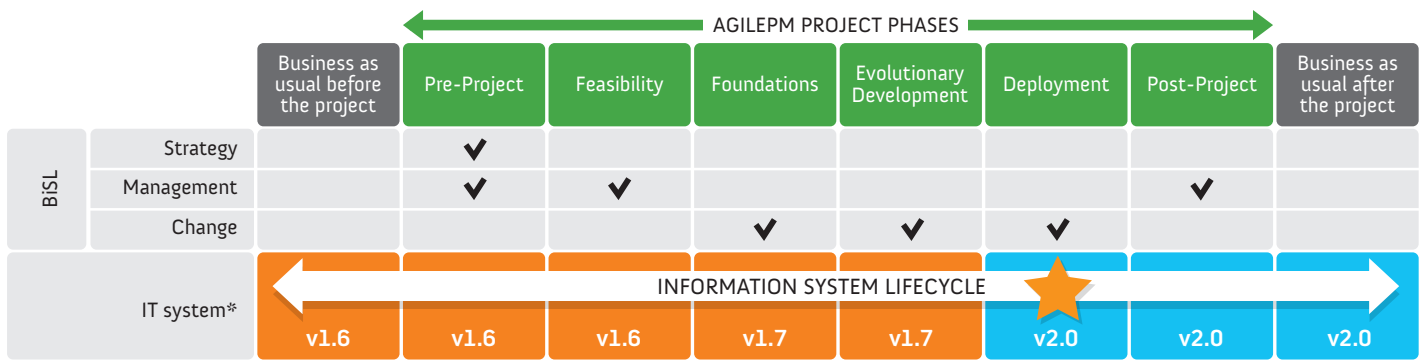 AGILEPM PROJECT PHASES
Business as
usual before
the project
Pre-Project
Feasibility
Foundations
Evolutionary
Development
Deployment
Post-Project
Business as
usual after
the project
BiSL
Strategy
Management
Change
IT system*
INFORMATION SYSTEM LIFECYCLE
v1.6
v1.6
v1.6
v1.7
v1.7
v2.0
v2.0
v2.0